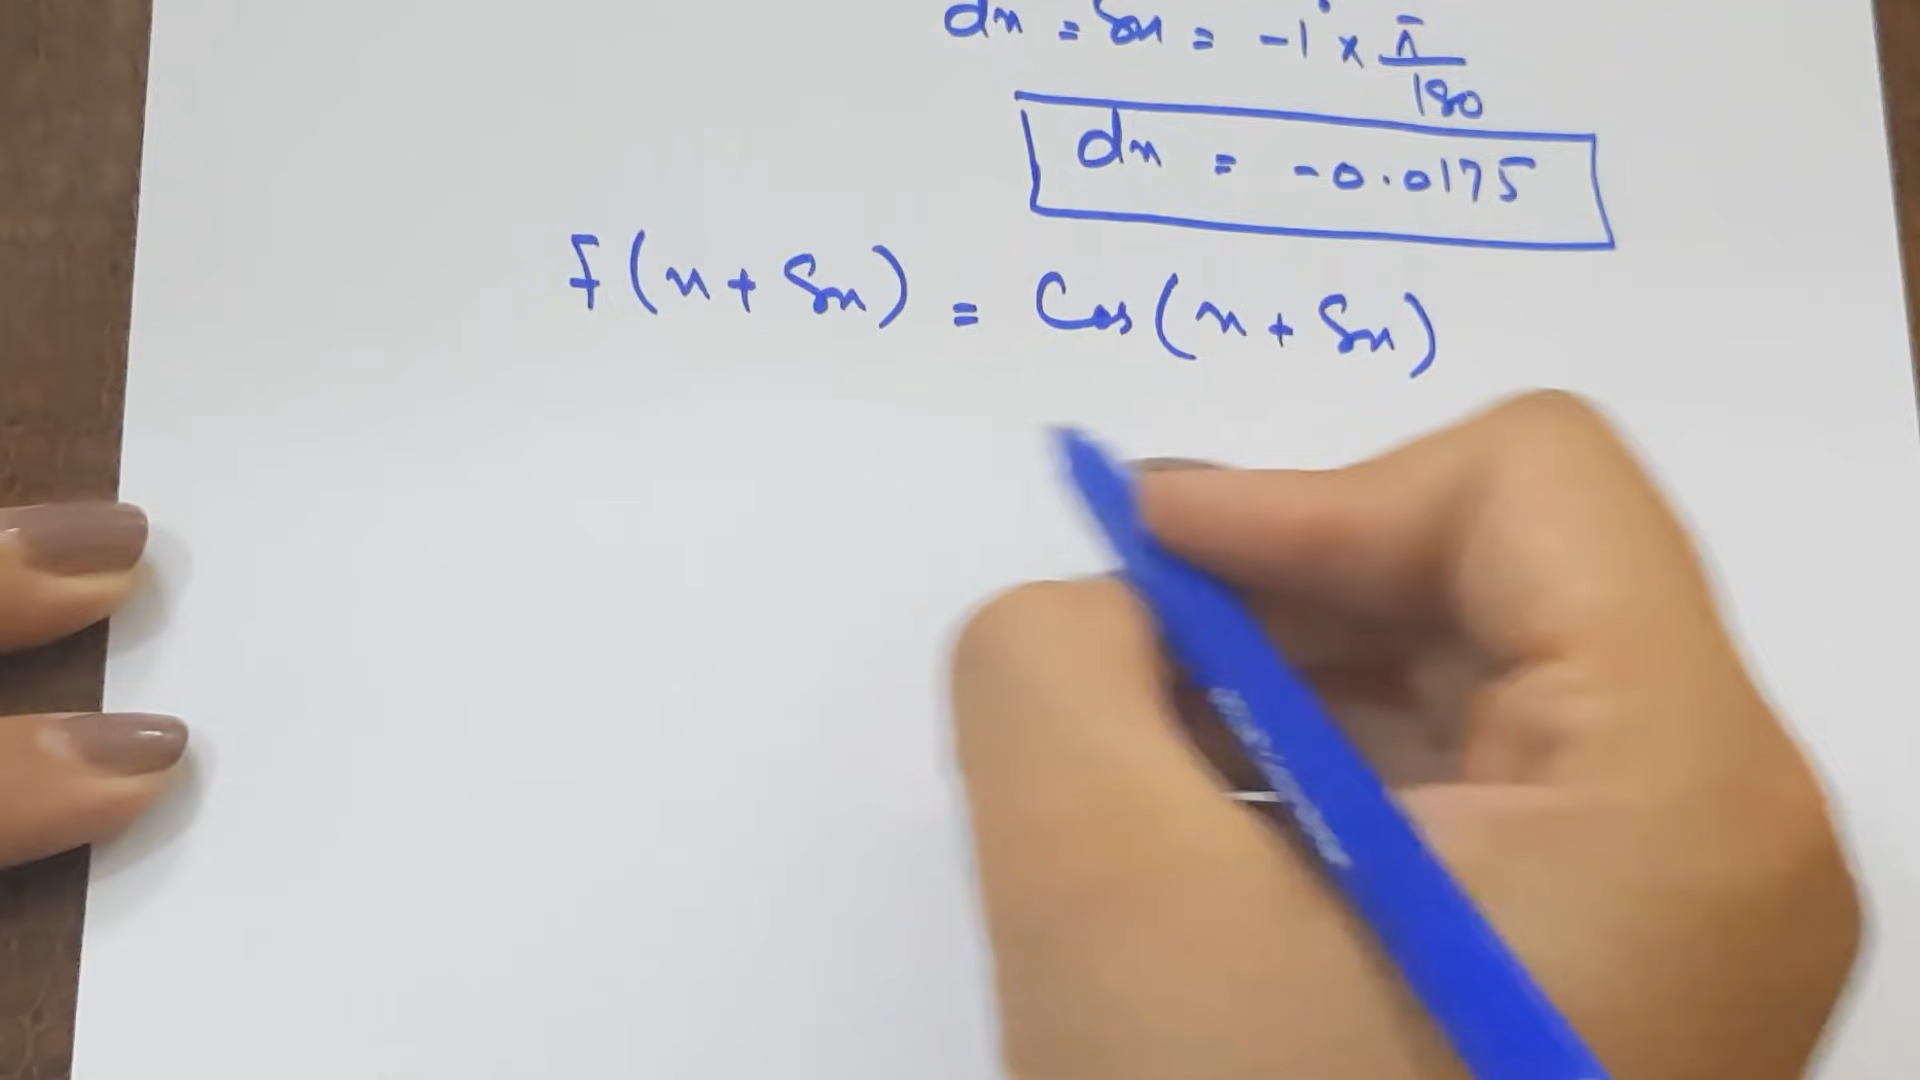 dx = δx = -1° × π/180
dx = -0.0175
f(x + δx) = Cos(x + δx)